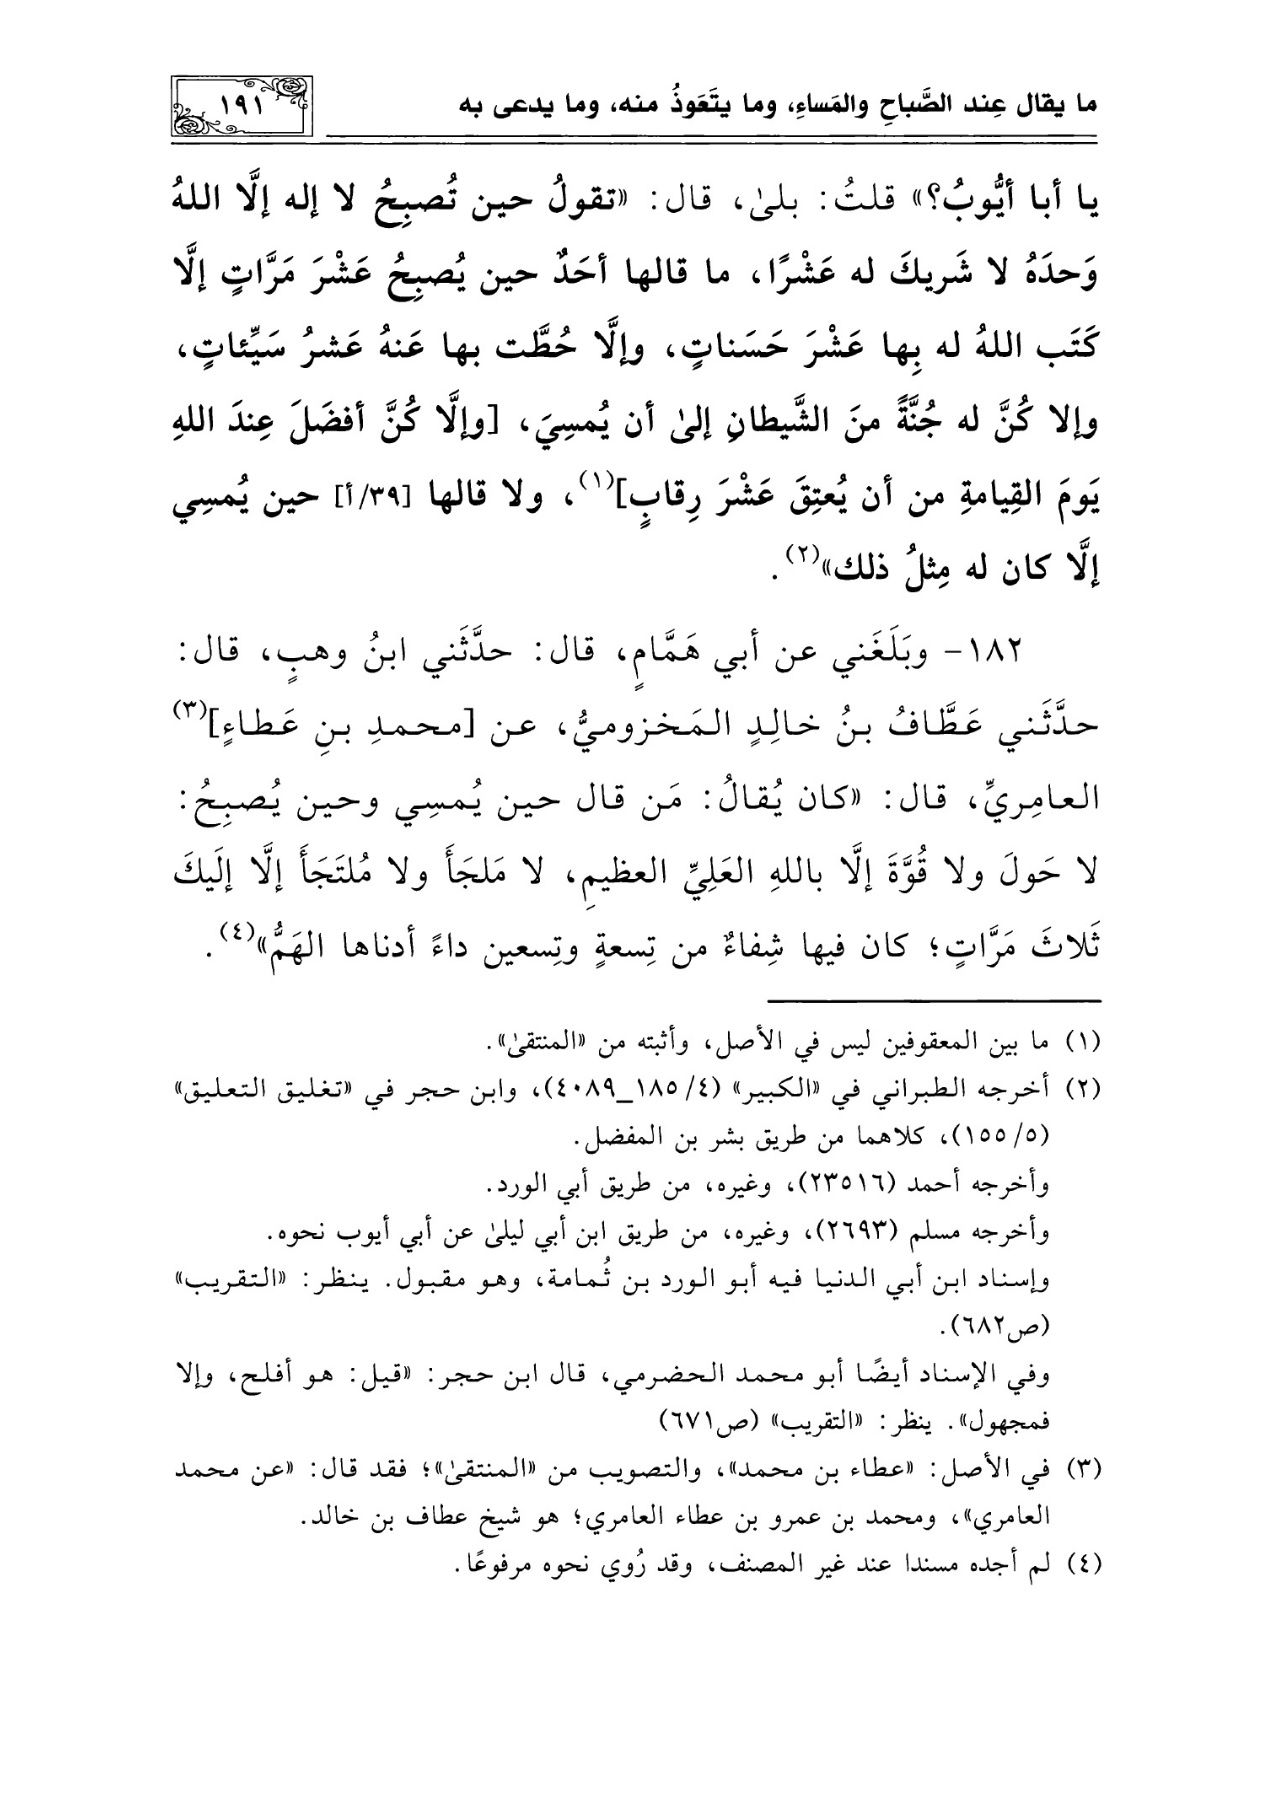 ما يقال عِند الصَّباحِ والمَساءِ، وما يتَعَوذُ منه، وما يدعى به
١٩١
يا أبا أيُّوبُ؟» قلتُ: بلىٰ، قال: «تقولُ حين تُصبِحُ لا إله إلَّا اللهُ
وَحدَهُ لا شَريكَ له عَشْرًا، ما قالها أحَدٌ حين يُصبِحُ عَشْرَ مَرَّاتٍ إلَّا
كَتَب اللهُ له بِها عَشْرَ حَسَناتٍ، وإلَّا حُطَّت بها عَنهُ عَشرُ سَيِّئاتٍ،
وإلا كُنَّ له جُنَّةً منَ الشَّيطانِ إلىٰ أن يُمسِيَ، [وإلَّا كُنَّ أفضَلَ عِندَ اللهِ
يَومَ القِيامةِ من أن يُعتِقَ عَشْرَ رِقابٍ](١)، ولا قالها [٣٩/أ] حين يُمسِي
إلَّا كان له مِثلُ ذلك»(٢).
١٨٢- وبَلَغَني عن أبي هَمَّامٍ، قال: حدَّثَني ابنُ وهبٍ، قال:
حدَّثَني عَطَّافُ بنُ خالِدٍ المَخزوميُّ، عن [محمدِ بنِ عَطاءٍ](٣)
العامِريِّ، قال: «كان يُقالُ: مَن قال حين يُمسِي وحين يُصبِحُ:
لا حَولَ ولا قُوَّةَ إلَّا باللهِ العَلِيِّ العظيمِ، لا مَلجَأَ ولا مُلتَجَأَ إلَّا إلَيكَ
ثَلاثَ مَرَّاتٍ؛ كان فيها شِفاءٌ من تِسعةٍ وتِسعين داءً أدناها الهَمُّ»(٤).
(١) ما بين المعقوفين ليس في الأصل، وأثبته من «المنتقىٰ».
(٢) أخرجه الطبراني في «الكبير» (٤/ ١٨٥_٤٠٨٩)، وابن حجر في «تغليق التعليق»
(٥/ ١٥٥)، كلاهما من طريق بشر بن المفضل.
وأخرجه أحمد (٢٣٥١٦)، وغيره، من طريق أبي الورد.
وأخرجه مسلم (٢٦٩٣)، وغيره، من طريق ابن أبي ليلىٰ عن أبي أيوب نحوه.
وإسناد ابن أبي الدنيا فيه أبو الورد بن ثُمامة، وهو مقبول. ينظر: «التقريب»
(ص٦٨٢).
وفي الإسناد أيضًا أبو محمد الحضرمي، قال ابن حجر: «قيل: هو أفلح، وإلا
فمجهول». ينظر: «التقريب» (ص٦٧١)
(٣) في الأصل: «عطاء بن محمد»، والتصويب من «المنتقىٰ»؛ فقد قال: «عن محمد
العامري»، ومحمد بن عمرو بن عطاء العامري؛ هو شيخ عطاف بن خالد.
(٤) لم أجده مسندا عند غير المصنف، وقد رُوي نحوه مرفوعًا.